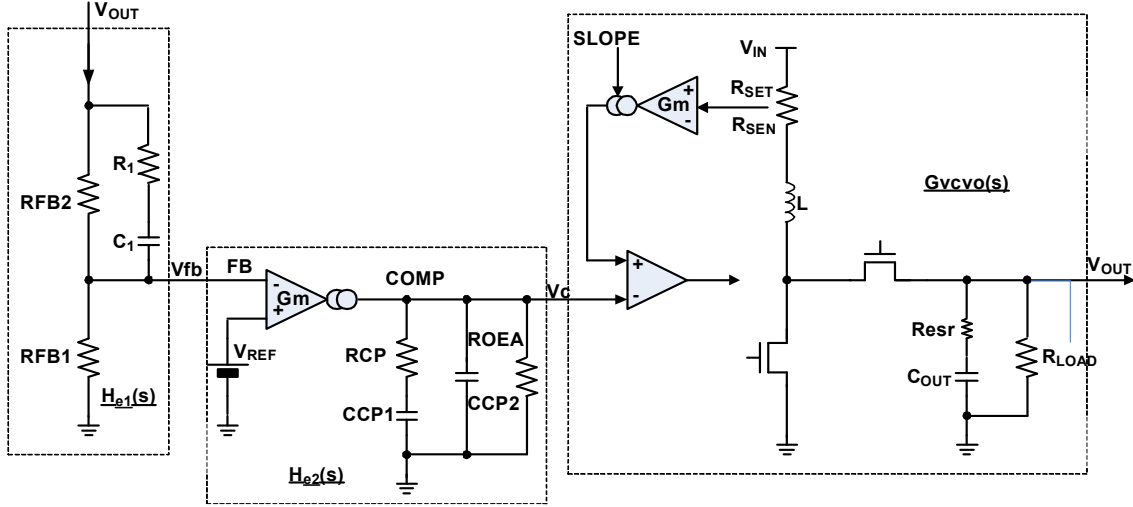 VOUT
R1
RFB2
C1
RFB1
He1(s)
Vfb
FB
Gm
-
+
VREF
COMP
RCP
ROEA
CCP1
CCP2
He2(s)
Vc
SLOPE
+
Gm
-
VIN
RSET
RSEN
L
Gvcvo(s)
+
-
VOUT
Resr
COUT
RLOAD